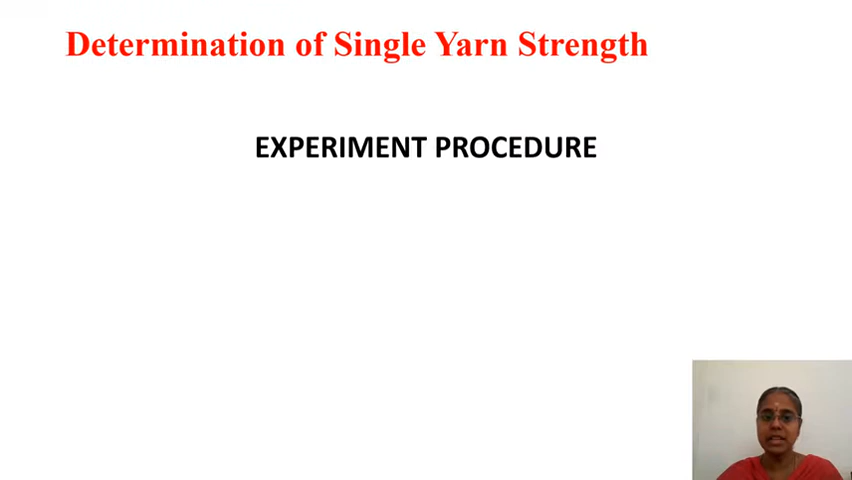 Determination of Single Yarn Strength
EXPERIMENT PROCEDURE